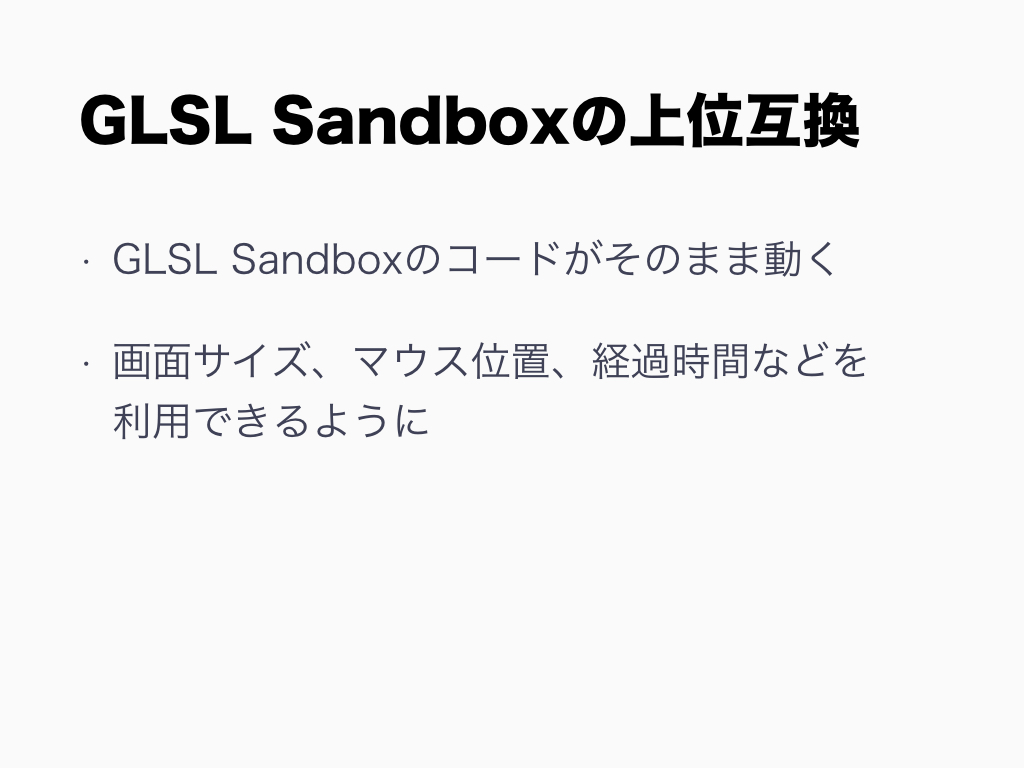 GLSL Sandboxの上位互換
・ GLSL Sandboxのコードがそのまま動く
・ 画面サイズ、マウス位置、経過時間などを
利用できるように